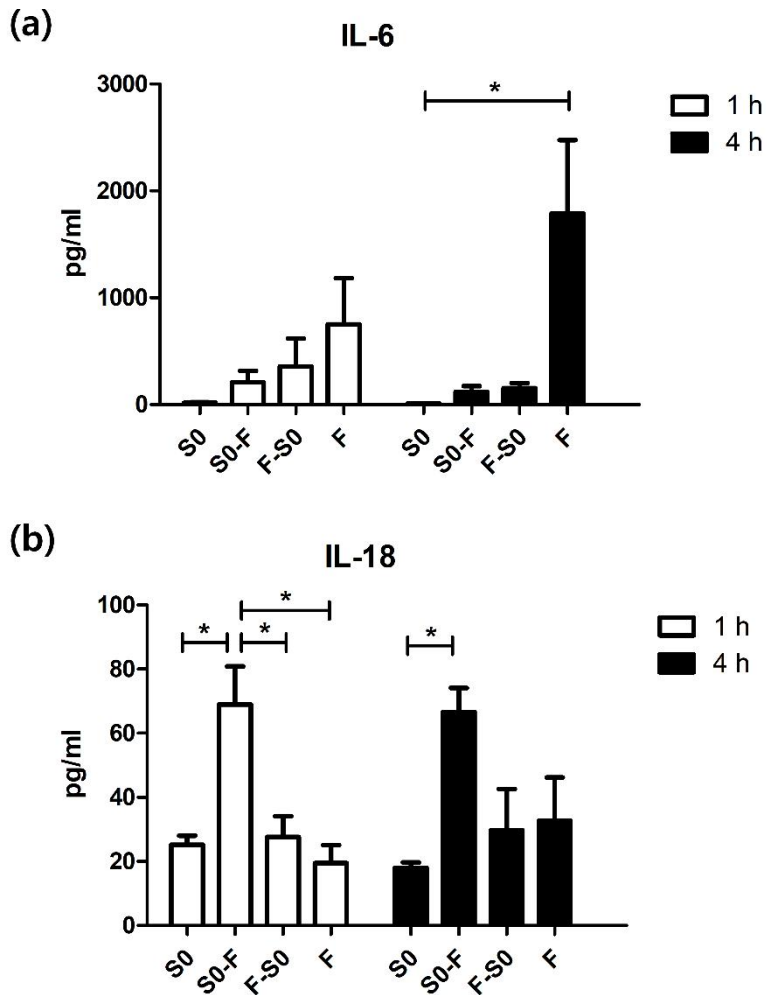 (a)
IL-6
pg/ml
3000
2000
1000
0
*
1 h
4 h
S0
S0-F
F-S0
F
S0
S0-F
F-S0
F
(b)
IL-18
pg/ml
100
80
60
40
20
0
*
*
*
*
1 h
4 h
S0
S0-F
F-S0
F
S0
S0-F
F-S0
F